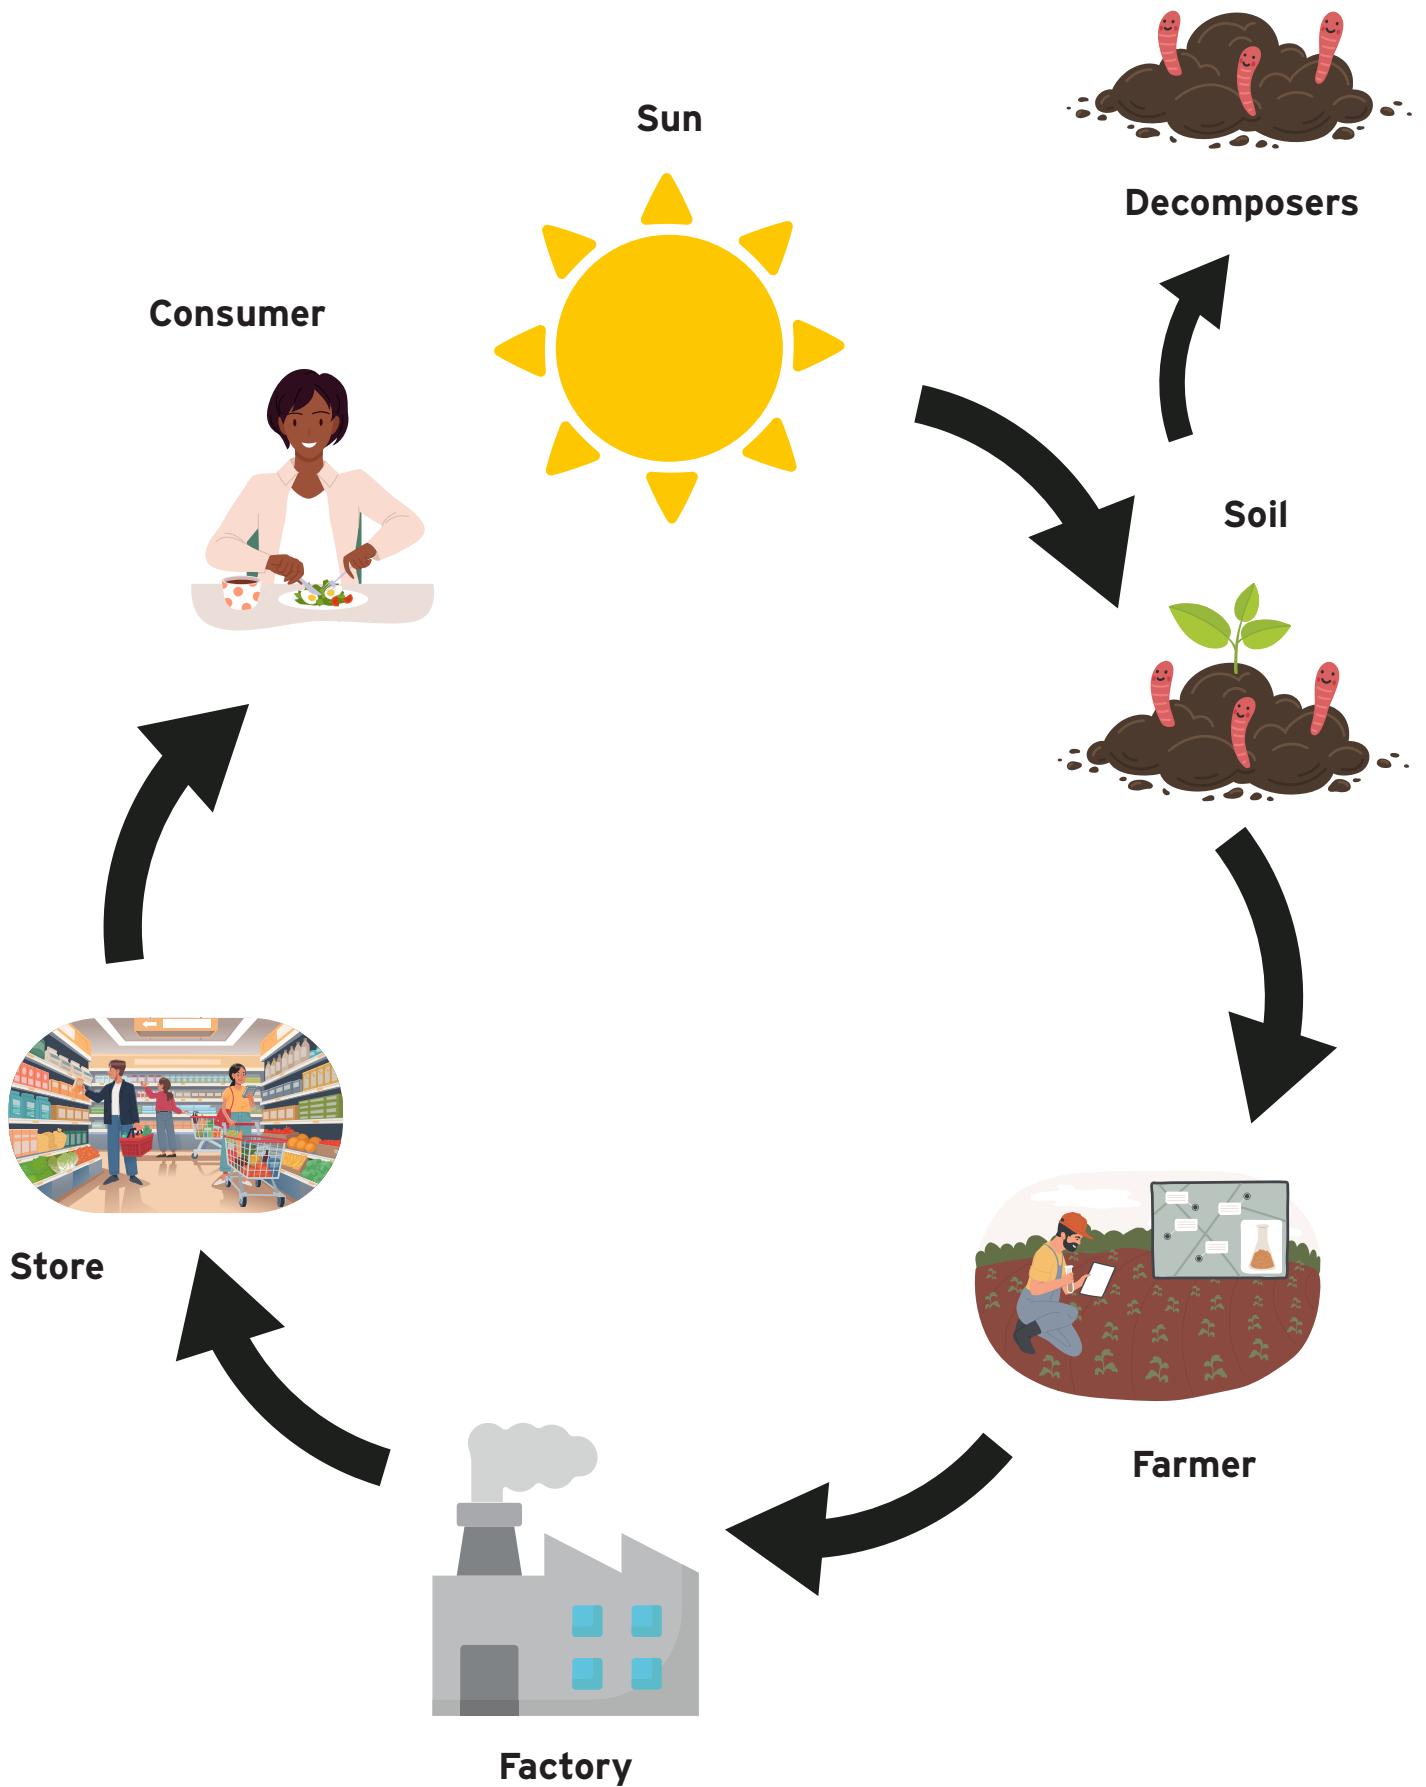 Sun
Decomposers
Consumer
Soil
Store
Farmer
Factory